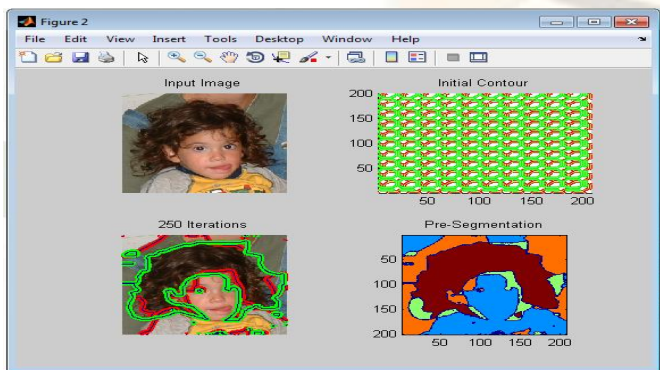 Figure 2
File Edit View Insert Tools Desktop Window Help
Input Image
Initial Contour
200
150
100
50
50 100 150 200
250 Iterations
Pre-Segmentation
50
100
150
200
50 100 150 200